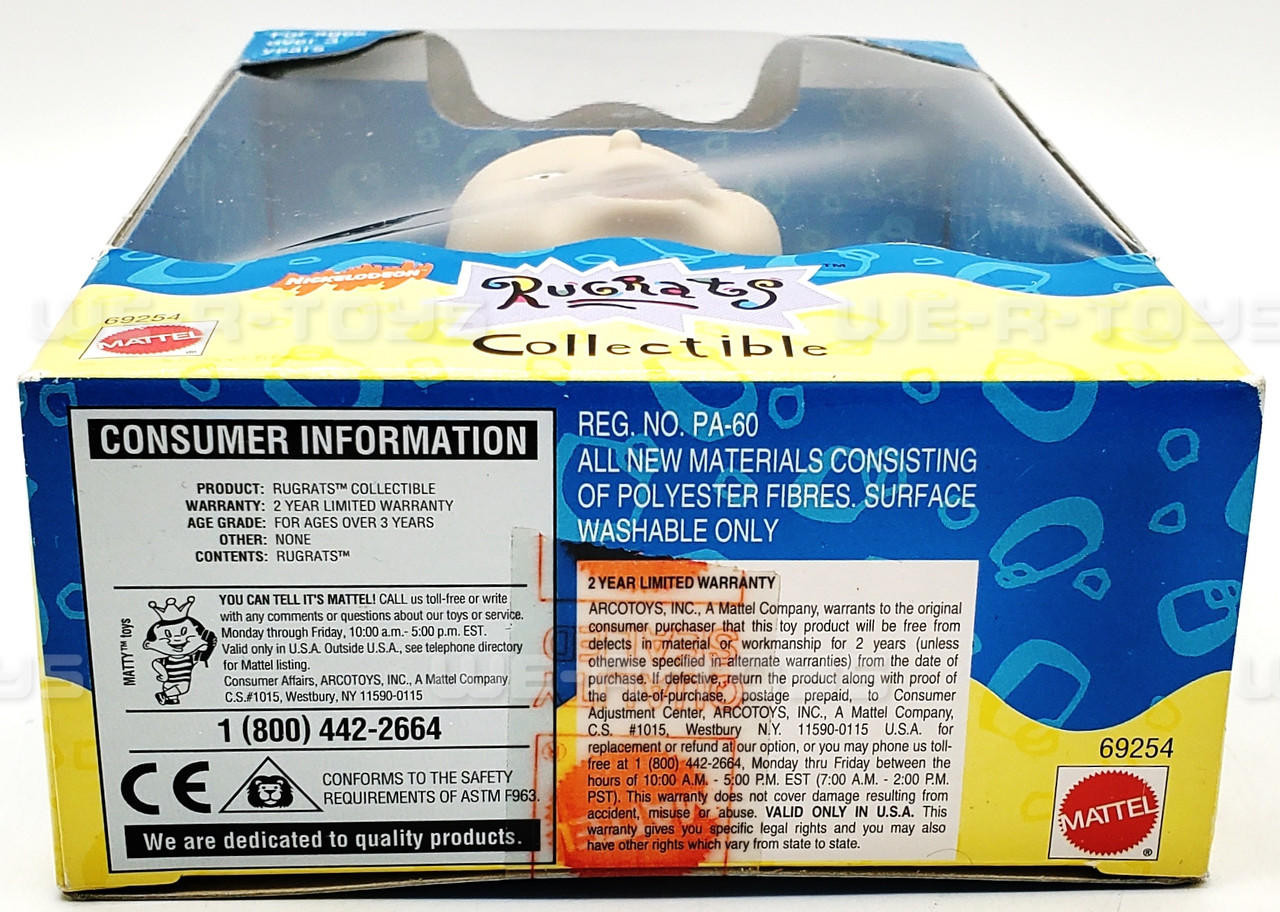 For ages
over 3
years
NICKELODEON
RUGRATS™
Collectible
69254
MATTEL
WE-R-TOYS
WE-R-TOYS
CONSUMER INFORMATION
PRODUCT: RUGRATS™ COLLECTIBLE
WARRANTY: 2 YEAR LIMITED WARRANTY
AGE GRADE: FOR AGES OVER 3 YEARS
OTHER: NONE
CONTENTS: RUGRATS™
MATTY™ toys
YOU CAN TELL IT'S MATTEL! CALL us toll-free or write
with any comments or questions about our toys or service.
Monday through Friday, 10:00 a.m.- 5:00 p.m. EST.
Valid only in U.S.A. Outside U.S.A., see telephone directory
for Mattel listing.
Consumer Affairs, ARCOTOYS, INC., A Mattel Company
C.S.#1015, Westbury, NY 11590-0115
1 (800) 442-2664
CE
CONFORMS TO THE SAFETY
REQUIREMENTS OF ASTM F963.
We are dedicated to quality products.
REG. NO. PA-60
ALL NEW MATERIALS CONSISTING
OF POLYESTER FIBRES. SURFACE
WASHABLE ONLY
2 YEAR LIMITED WARRANTY
ARCOTOYS, INC., A Mattel Company, warrants to the original
consumer purchaser that this toy product will be free from
defects in material or workmanship for 2 years (unless
otherwise specified in alternate warranties) from the date of
purchase. If defective, return the product along with proof of
the date-of-purchase, postage prepaid, to Consumer
Adjustment Center, ARCOTOYS, INC., A Mattel Company,
C.S. #1015, Westbury N.Y. 11590-0115 U.S.A. for
replacement or refund at our option, or you may phone us toll-
free at 1 (800) 442-2664, Monday thru Friday between the
hours of 10:00 A.M. - 5:00 P.M. EST (7:00 A.M. - 2:00 P.M.
PST). This warranty does not cover damage resulting from
accident, misuse or abuse. VALID ONLY IN U.S.A. This
warranty gives you specific legal rights and you may also
have other rights which vary from state to state.
WE-R-TOYS
69254
MATTEL
®